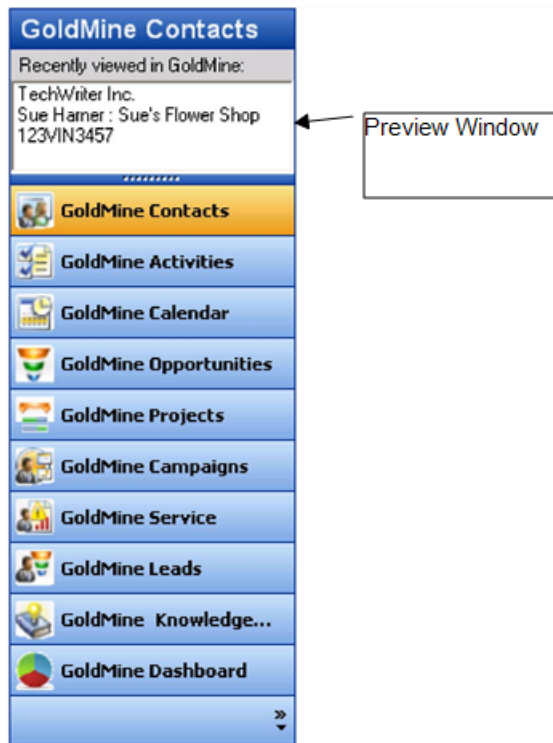 GoldMine Contacts
Recently viewed in GoldMine:
TechWriter Inc.
Sue Harner : Sue's Flower Shop
123VIN3457
Preview Window
GoldMine Contacts
GoldMine Activities
GoldMine Calendar
GoldMine Opportunities
GoldMine Projects
GoldMine Campaigns
GoldMine Service
GoldMine Leads
GoldMine Knowledge...
GoldMine Dashboard